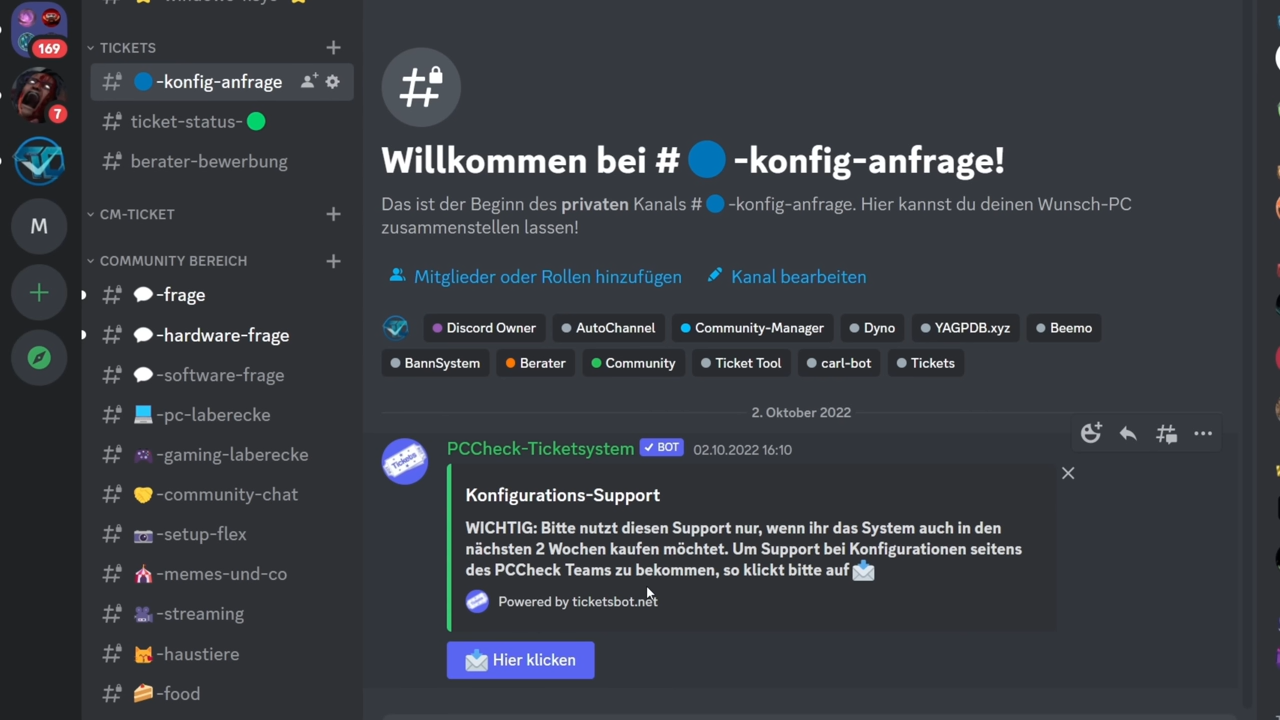 169
TICKETS
-konfig-anfrage
7
ticket-status-
berater-bewerbung
M
CM-TICKET
COMMUNITY BEREICH
-frage
-hardware-frage
-software-frage
-pc-laberecke
-gaming-laberecke
-community-chat
-setup-flex
-memes-und-co
-streaming
-haustiere
-food
Willkommen bei # -konfig-anfrage!
Das ist der Beginn des privaten Kanals # -konfig-anfrage. Hier kannst du deinen Wunsch-PC
zusammenstellen lassen!
Mitglieder oder Rollen hinzufügen Kanal bearbeiten
Discord Owner AutoChannel Community-Manager Dyno YAGPDB.xyz Beemo
BannSystem Berater Community Ticket Tool carl-bot Tickets
2. Oktober 2022
PCCheck-Ticketsystem ✓ BOT 02.10.2022 16:10
Konfigurations-Support
WICHTIG: Bitte nutzt diesen Support nur, wenn ihr das System auch in den
nächsten 2 Wochen kaufen möchtet. Um Support bei Konfigurationen seitens
des PCCheck Teams zu bekommen, so klickt bitte auf
Powered by ticketsbot.net
Hier klicken